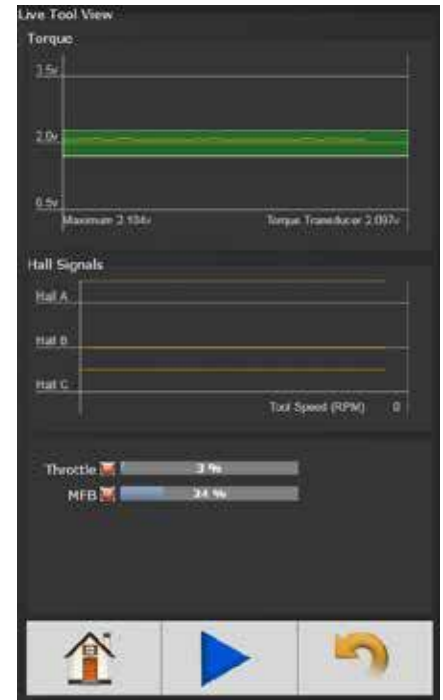 Live Tool View
Torque
3.5v
2.0v
0.5v
Maximum 2.104v Torque Transducer 2.097v
Hall Signals
Hall A
Hall B
Hall C
Tool Speed (RPM) 0
Throttle 3 %
MFB 34 %